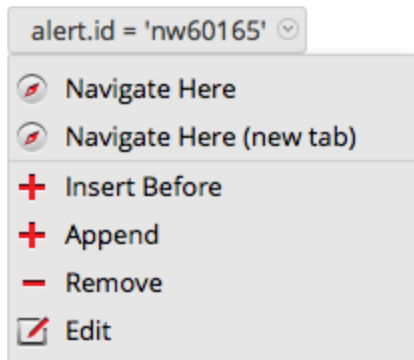 alert.id = 'nw60165'
Navigate Here
Navigate Here (new tab)
Insert Before
Append
Remove
Edit